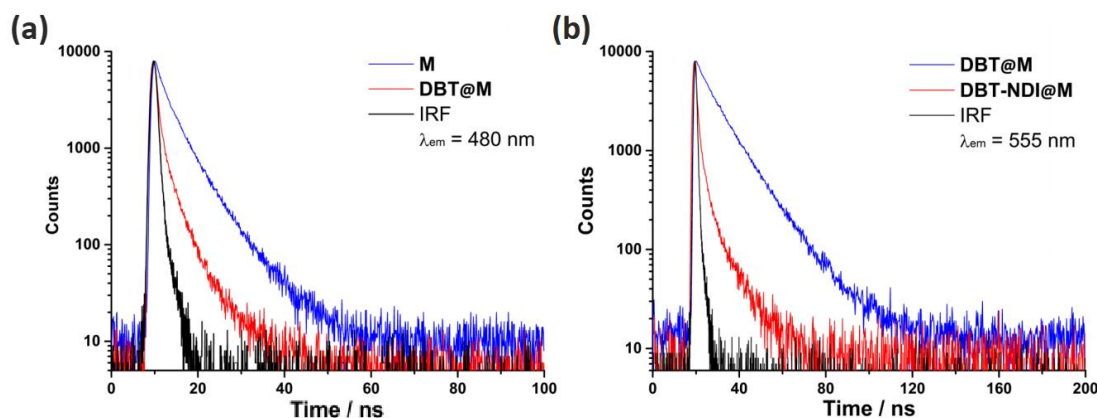 (a)
10000
1000
100
10
Counts
M
DBT@M
IRF
λem = 480 nm
0 20 40 60 80 100
Time / ns
(b)
10000
1000
100
10
Counts
DBT@M
DBT-NDI@M
IRF
λem = 555 nm
0 40 80 120 160 200
Time / ns